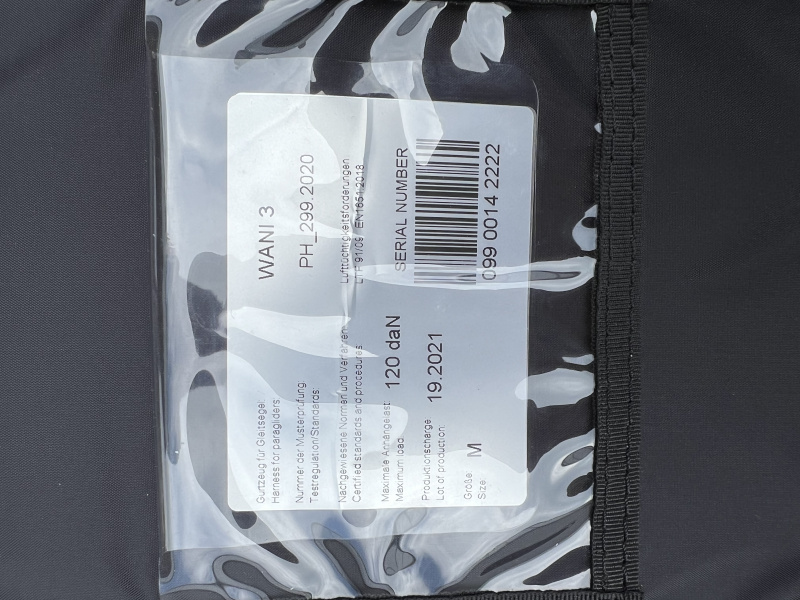 Gurtzeug für Gleitsegel:
Harness for paragliders:
WANI 3
Nummer der Musterprüfung
Testregulation/Standards:
PH_299.2020
Nachgewiesene Normen und Verfahren
Certified standards and procedures:
Lufttüchtigkeitsforderungen
LTF 91/09 EN1651:2018
Maximale Anhängelast:
Maximum load:
120 daN
Produktionscharge
Lot of production:
19.2021
Größe:
Size:
M
SERIAL NUMBER
099 0014 2222